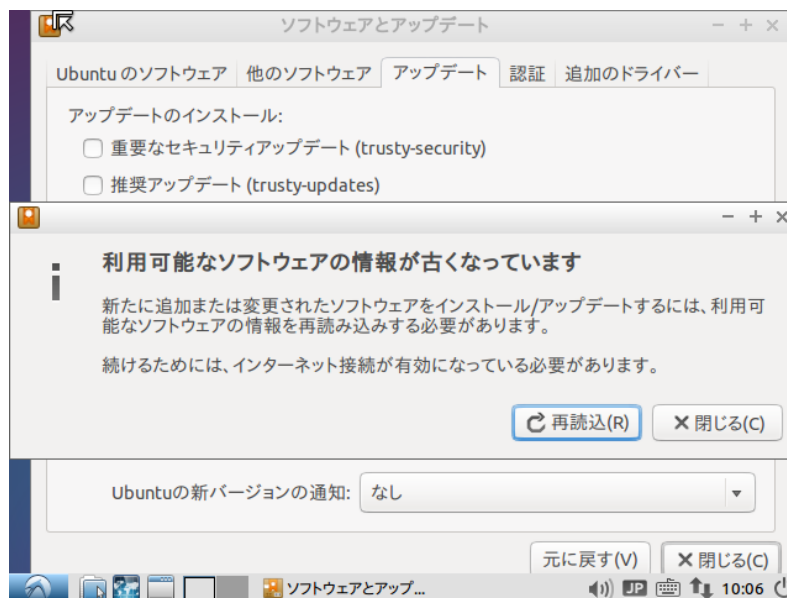 ソフトウェアとアップデート
Ubuntu のソフトウェア 他のソフトウェア アップデート 認証 追加のドライバー
アップデートのインストール:
重要なセキュリティアップデート (trusty-security)
推奨アップデート (trusty-updates)
利用可能なソフトウェアの情報が古くなっています
新たに追加または変更されたソフトウェアをインストール/アップデートするには、利用可
能なソフトウェアの情報を再読み込みする必要があります。
続けるためには、インターネット接続が有効になっている必要があります。
再読込(R) 閉じる(C)
Ubuntuの新バージョンの通知: なし
元に戻す(V) 閉じる(C)
ソフトウェアとアップ... JP 10:06